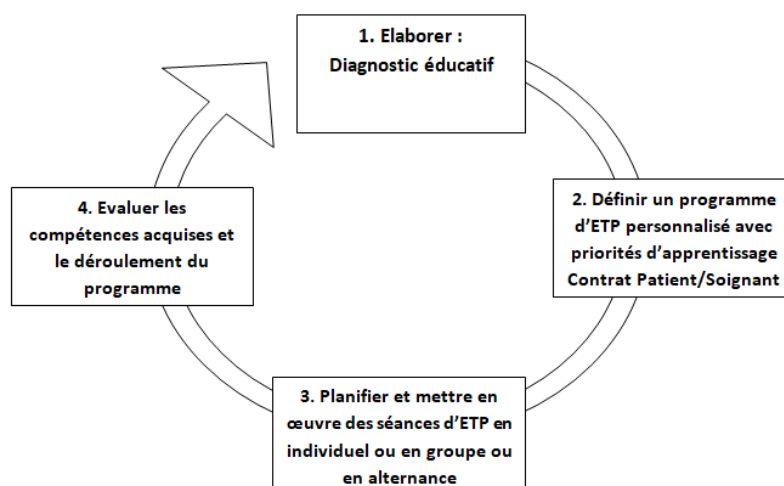 1. Elaborer :
Diagnostic éducatif
2. Définir un programme
d’ETP personnalisé avec
priorités d’apprentissage
Contrat Patient/Soignant
3. Planifier et mettre en
œuvre des séances d’ETP en
individuel ou en groupe ou
en alternance
4. Evaluer les
compétences acquises et
le déroulement du
programme